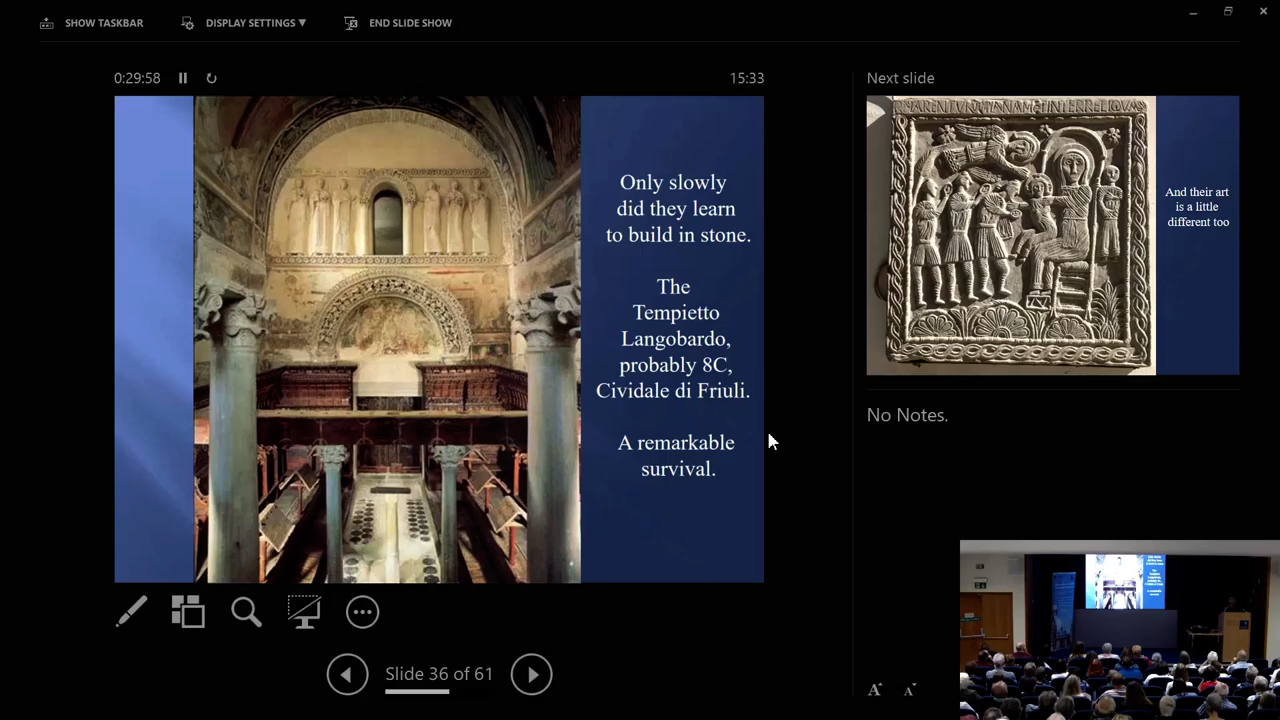 SHOW TASKBAR
DISPLAY SETTINGS ▼
END SLIDE SHOW
0:29:58
15:33
Next slide
Only slowly
did they learn
to build in stone.
The
Tempietto
Langobardo,
probably 8C,
Cividale di Friuli.
A remarkable
survival.
And their art
is a little
different too
No Notes.
Slide 36 of 61
A
A